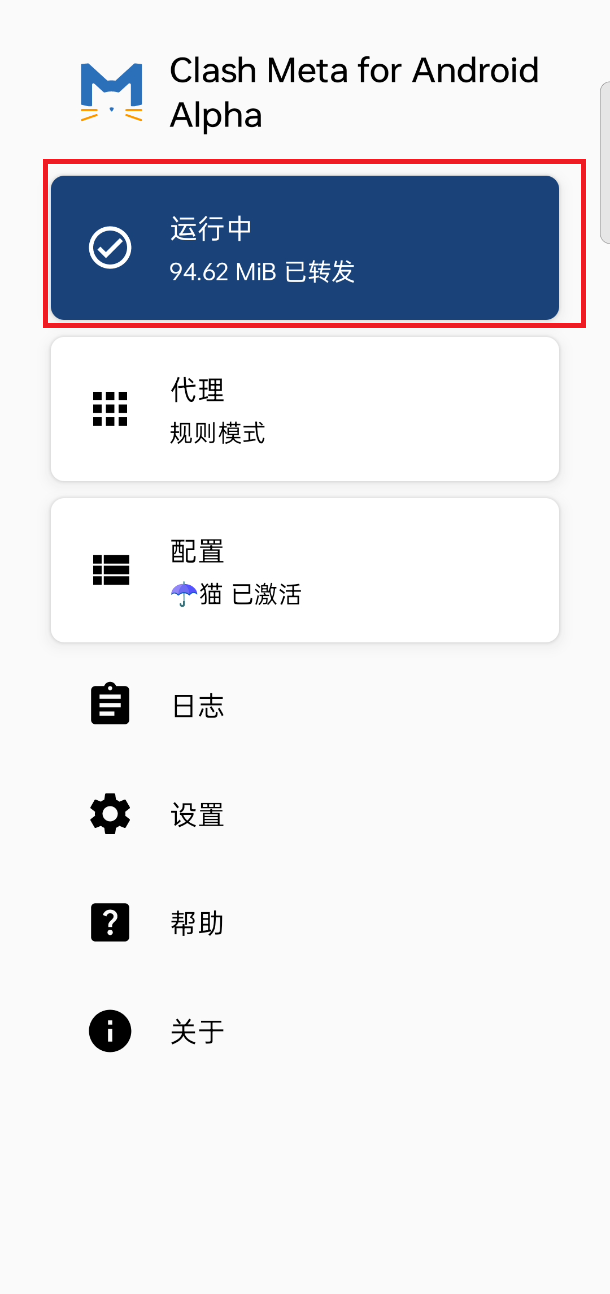 Clash Meta for Android
Alpha
运行中
94.62 MiB 已转发
代理
规则模式
配置
☂猫 已激活
日志
设置
帮助
关于